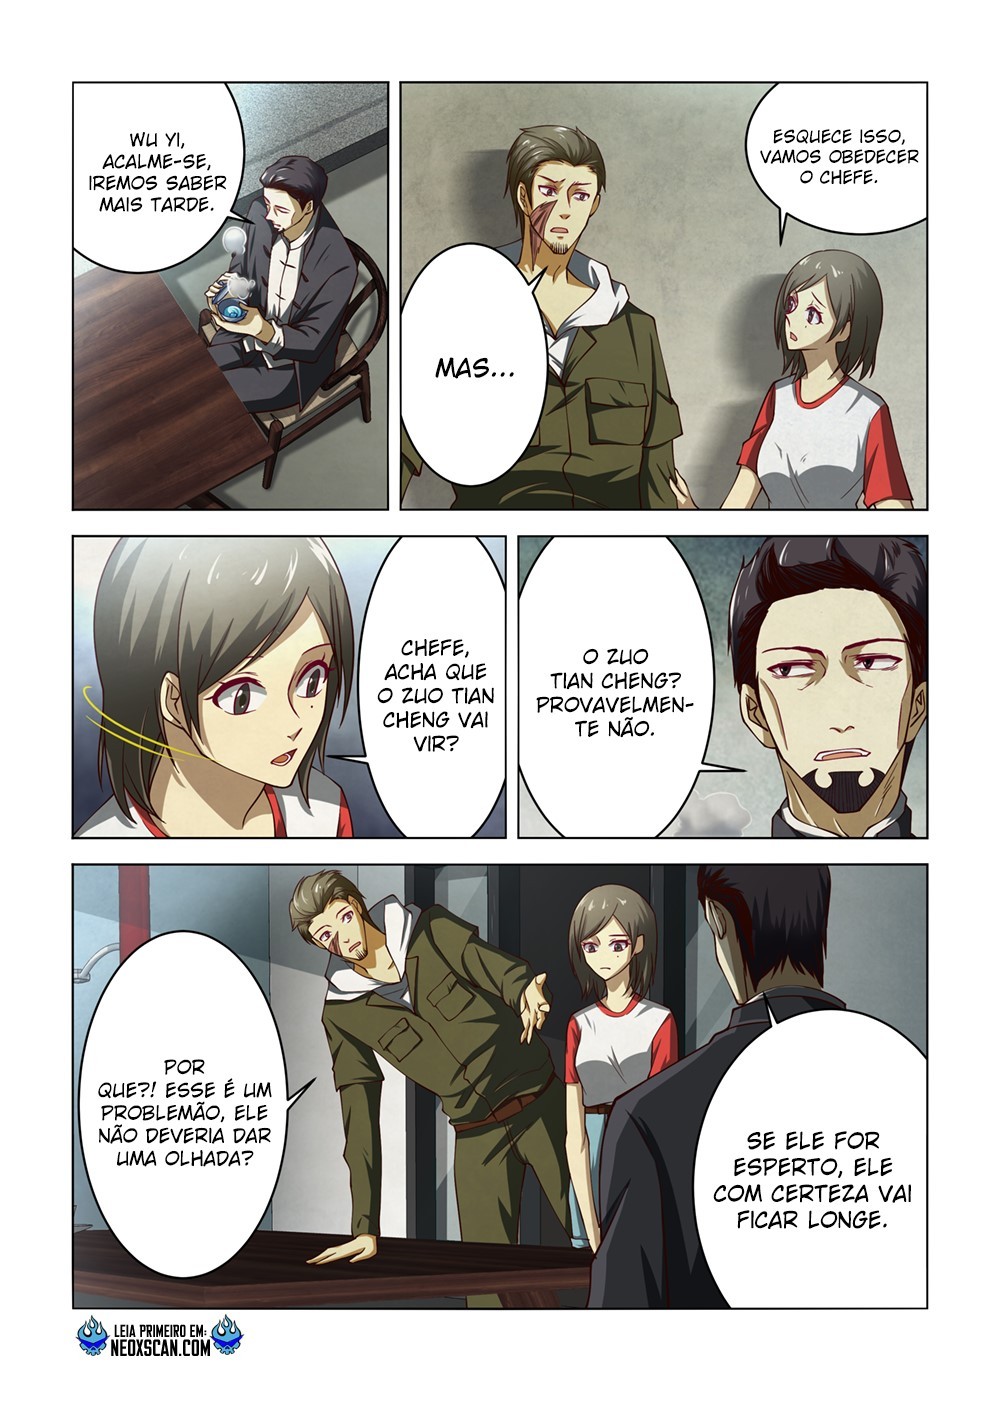 WU YI,
ACALME-SE,
IREMOS SABER
MAIS TARDE.
ESQUECE ISSO,
VAMOS OBEDECER
O CHEFE.
MAS...
CHEFE,
ACHA QUE
O ZUO TIAN
CHENG VAI
VIR?
O ZUO
TIAN CHENG?
PROVAVELMEN-
TE NÃO.
POR
QUE?! ESSE É UM
PROBLEMÃO, ELE
NÃO DEVERIA DAR
UMA OLHADA?
SE ELE FOR
ESPERTO, ELE
COM CERTEZA VAI
FICAR LONGE.
LEIA PRIMEIRO EM:
NEOXSCAN.COM